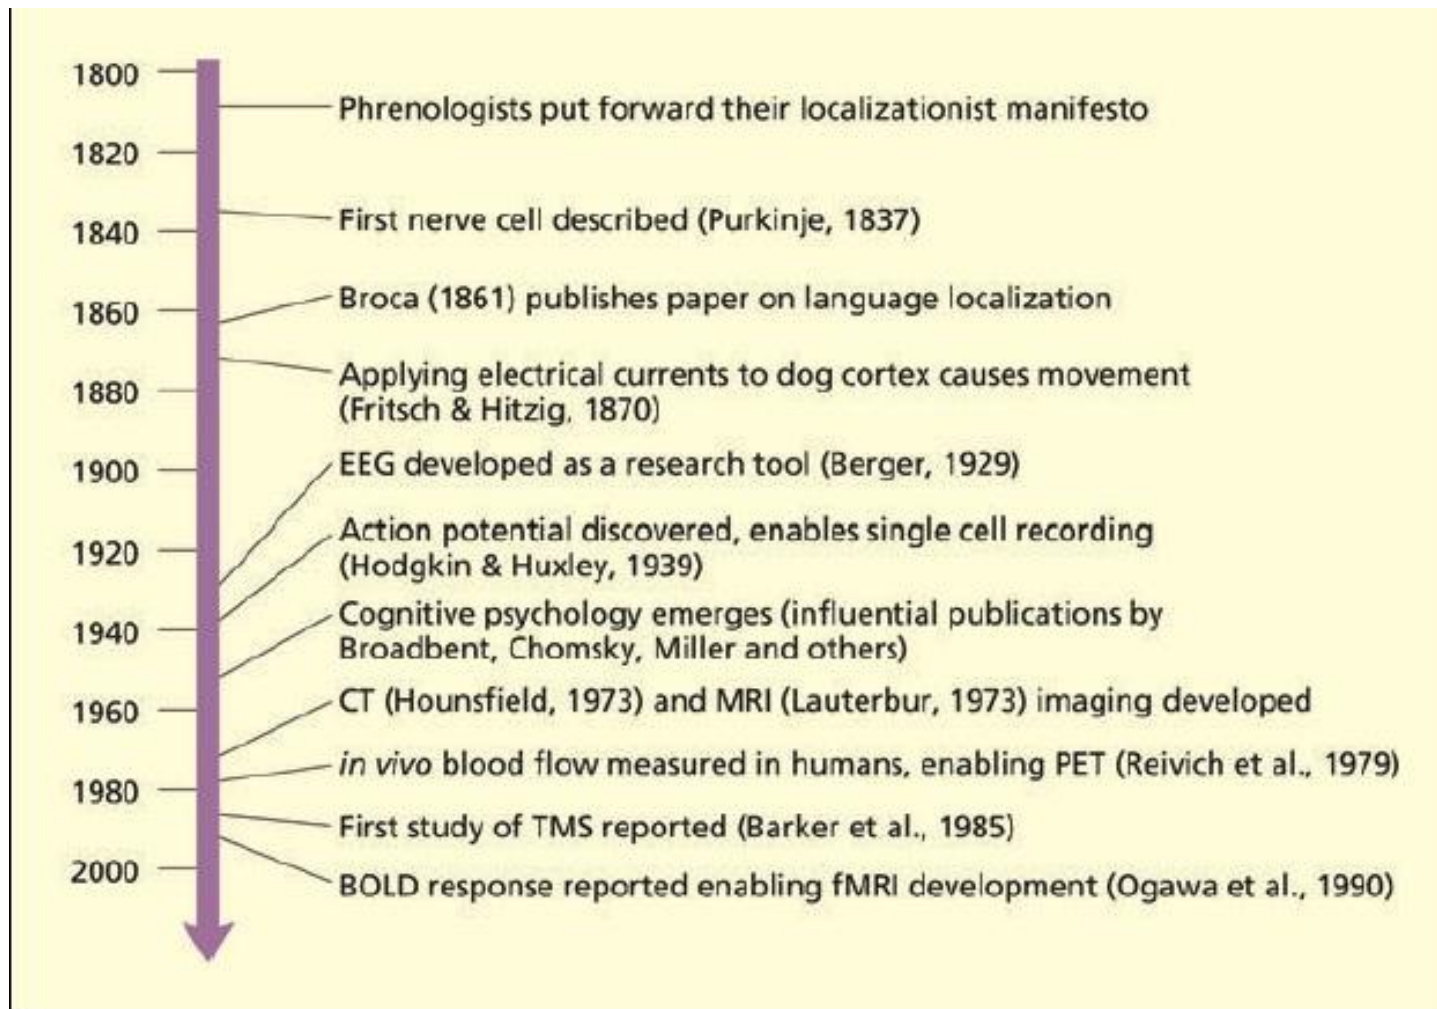 1800
Phrenologists put forward their localizationist manifesto
1820
First nerve cell described (Purkinje, 1837)
1840
Broca (1861) publishes paper on language localization
1860
Applying electrical currents to dog cortex causes movement
1880
(Fritsch & Hitzig, 1870)
EEG developed as a research tool (Berger, 1929)
1900
Action potential discovered, enables single cell recording
1920
(Hodgkin & Huxley, 1939)
Cognitive psychology emerges (influential publications by
1940
Broadbent, Chomsky, Miller and others)
CT (Hounsfield, 1973) and MRI (Lauterbur, 1973) imaging developed
1960
in vivo blood flow measured in humans, enabling PET (Reivich et al., 1979)
1980
First study of TMS reported (Barker et al., 1985)
2000
BOLD response reported enabling fMRI development (Ogawa et al., 1990)